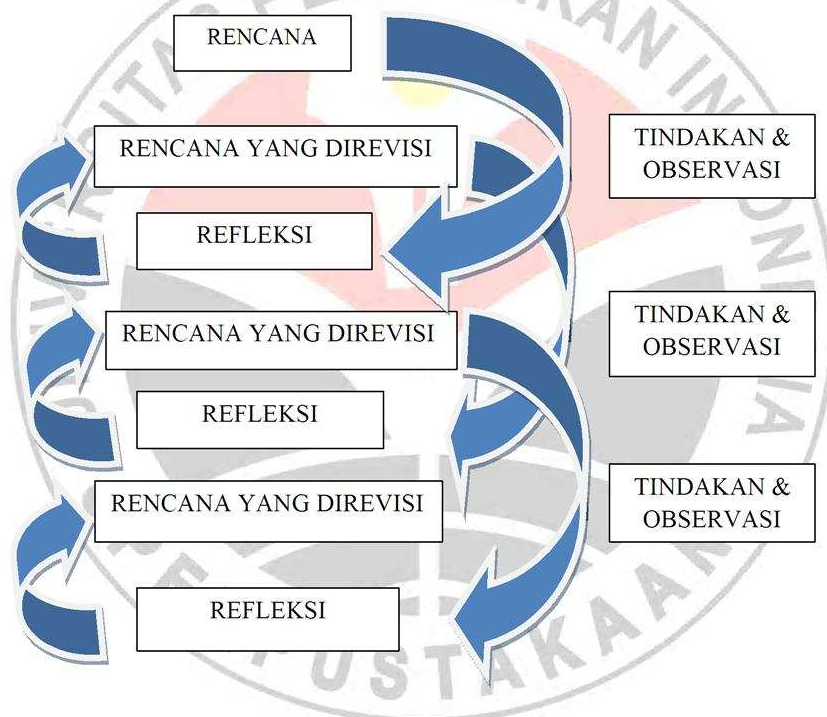 RENCANA
RENCANA YANG DIREVISI
TINDAKAN &
OBSERVASI
REFLEKSI
RENCANA YANG DIREVISI
TINDAKAN &
OBSERVASI
REFLEKSI
RENCANA YANG DIREVISI
TINDAKAN &
OBSERVASI
REFLEKSI
PERPUSTAKAAN